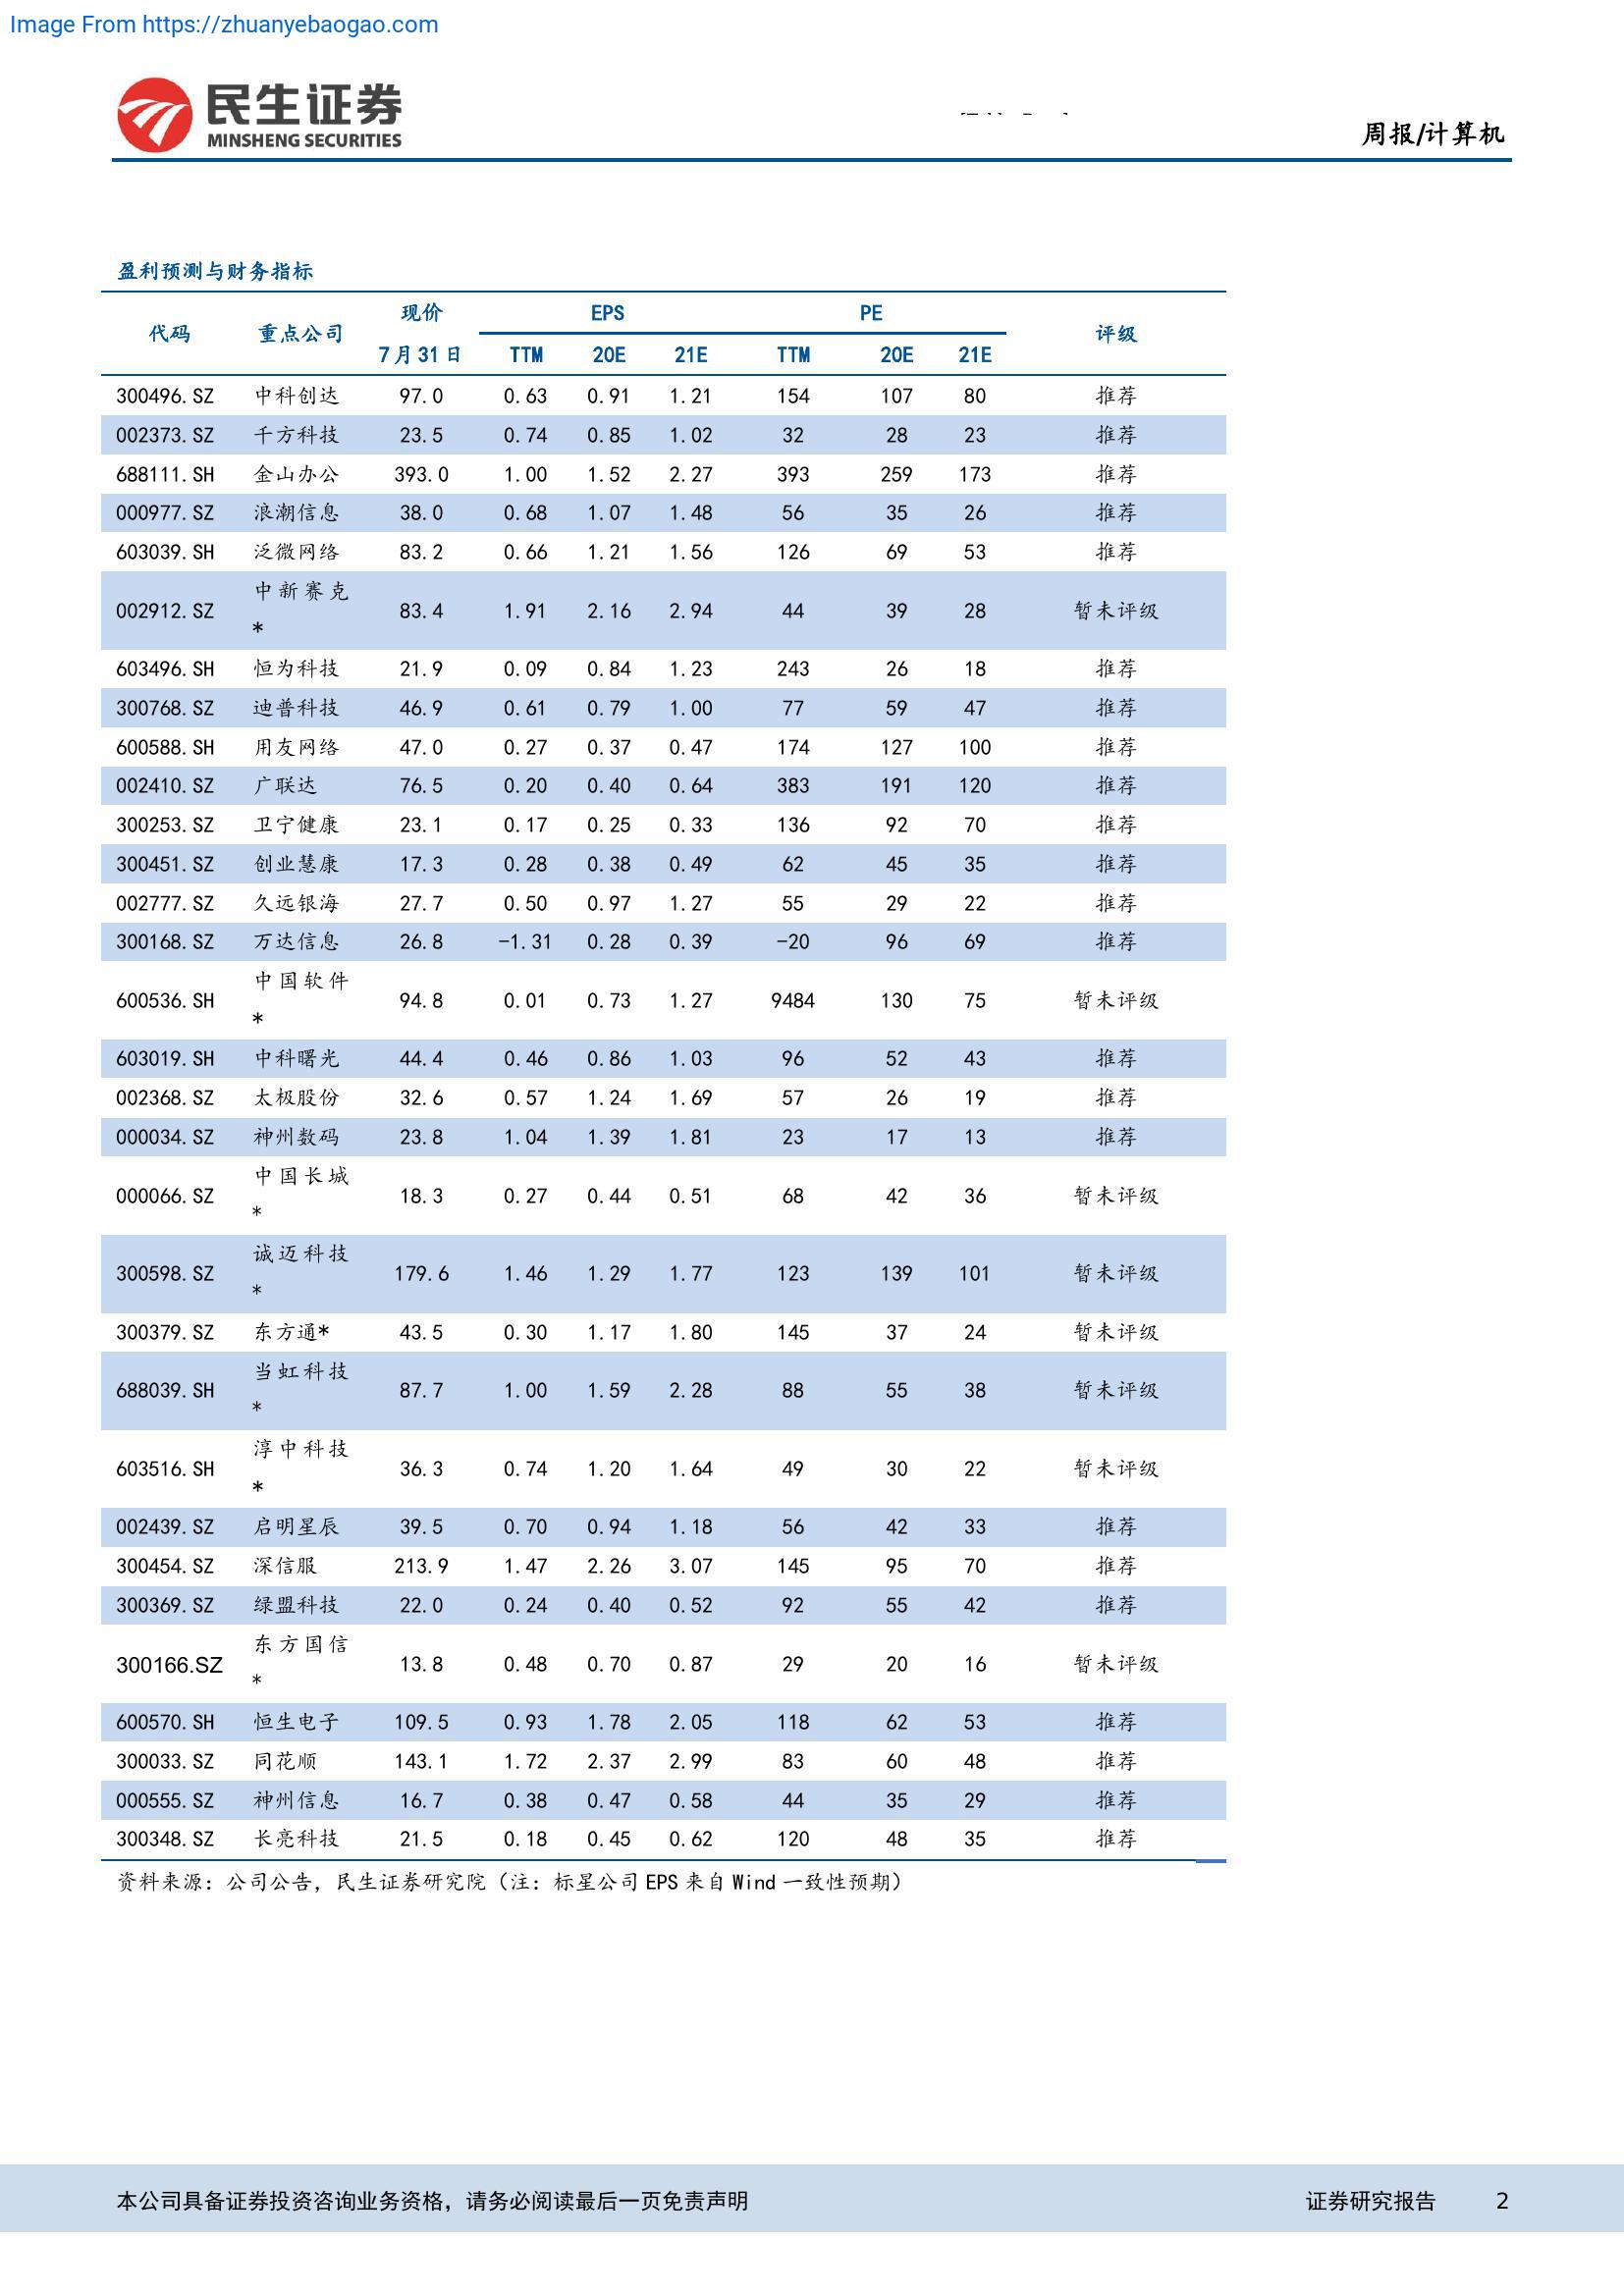 Image From https://zhuanyebaogao.com
民生证券
MINSHENG SECURITIES
周报/计算机
盈利预测与财务指标
代码 重点公司 现价 EPS PE 评级
7月31日 TTM 20E 21E TTM 20E 21E
300496.SZ 中科创达 97.0 0.63 0.91 1.21 154 107 80 推荐
002373.SZ 千方科技 23.5 0.74 0.85 1.02 32 28 23 推荐
688111.SH 金山办公 393.0 1.00 1.52 2.27 393 259 173 推荐
000977.SZ 浪潮信息 38.0 0.68 1.07 1.48 56 35 26 推荐
603039.SH 泛微网络 83.2 0.66 1.21 1.56 126 69 53 推荐
002912.SZ 中新赛克* 83.4 1.91 2.16 2.94 44 39 28 暂未评级
603496.SH 恒为科技 21.9 0.09 0.84 1.23 243 26 18 推荐
300768.SZ 迪普科技 46.9 0.61 0.79 1.00 77 59 47 推荐
600588.SH 用友网络 47.0 0.27 0.37 0.47 174 127 100 推荐
002410.SZ 广联达 76.5 0.20 0.40 0.64 383 191 120 推荐
300253.SZ 卫宁健康 23.1 0.17 0.25 0.33 136 92 70 推荐
300451.SZ 创业慧康 17.3 0.28 0.38 0.49 62 45 35 推荐
002777.SZ 久远银海 27.7 0.50 0.97 1.27 55 29 22 推荐
300168.SZ 万达信息 26.8 -1.31 0.28 0.39 -20 96 69 推荐
600536.SH 中国软件* 94.8 0.01 0.73 1.27 9484 130 75 暂未评级
603019.SH 中科曙光 44.4 0.46 0.86 1.03 96 52 43 推荐
002368.SZ 太极股份 32.6 0.57 1.24 1.69 57 26 19 推荐
000034.SZ 神州数码 23.8 1.04 1.39 1.81 23 17 13 推荐
000066.SZ 中国长城* 18.3 0.27 0.44 0.51 68 42 36 暂未评级
300598.SZ 诚迈科技* 179.6 1.46 1.29 1.77 123 139 101 暂未评级
300379.SZ 东方通* 43.5 0.30 1.17 1.80 145 37 24 暂未评级
688039.SH 当虹科技* 87.7 1.00 1.59 2.28 88 55 38 暂未评级
603516.SH 淳中科技* 36.3 0.74 1.20 1.64 49 30 22 暂未评级
002439.SZ 启明星辰 39.5 0.70 0.94 1.18 56 42 33 推荐
300454.SZ 深信服 213.9 1.47 2.26 3.07 145 95 70 推荐
300369.SZ 绿盟科技 22.0 0.24 0.40 0.52 92 55 42 推荐
300166.SZ 东方国信* 13.8 0.48 0.70 0.87 29 20 16 暂未评级
600570.SH 恒生电子 109.5 0.93 1.78 2.05 118 62 53 推荐
300033.SZ 同花顺 143.1 1.72 2.37 2.99 83 60 48 推荐
000555.SZ 神州信息 16.7 0.38 0.47 0.58 44 35 29 推荐
300348.SZ 长亮科技 21.5 0.18 0.45 0.62 120 48 35 推荐
资料来源：公司公告，民生证券研究院（注：标星公司EPS来自Wind一致性预期）
本公司具备证券投资咨询业务资格，请务必阅读最后一页免责声明 证券研究报告 2